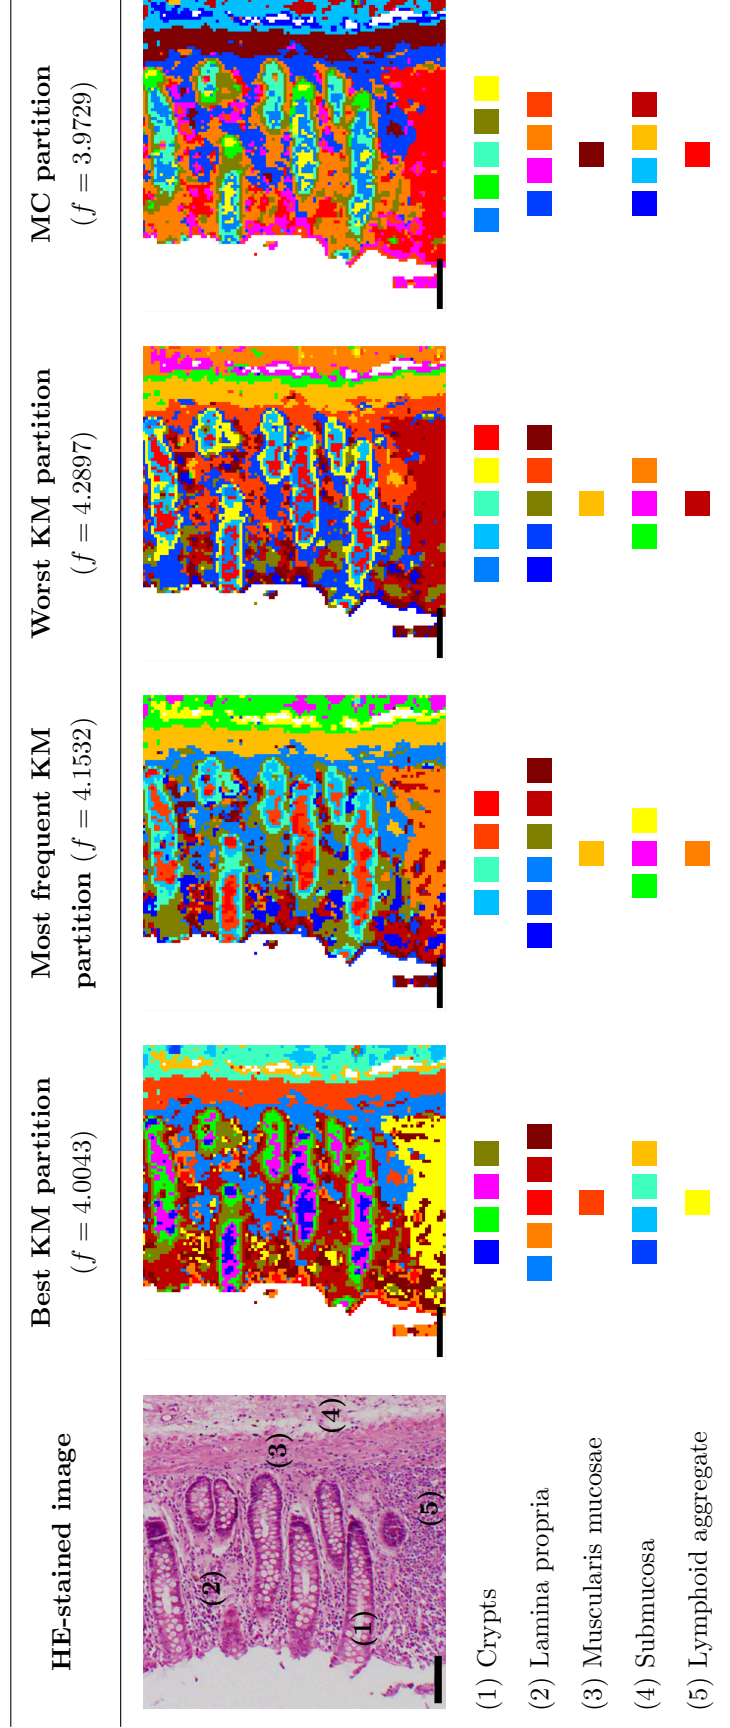 HE-stained image
Best KM partition
(f = 4.0043)
Most frequent KM
partition (f = 4.1532)
Worst KM partition
(f = 4.2897)
MC partition
(f = 3.9729)
(1)
(2)
(3)
(4)
(5)
(1) Crypts
(2) Lamina propria
(3) Muscularis mucosae
(4) Submucosa
(5) Lymphoid aggregate